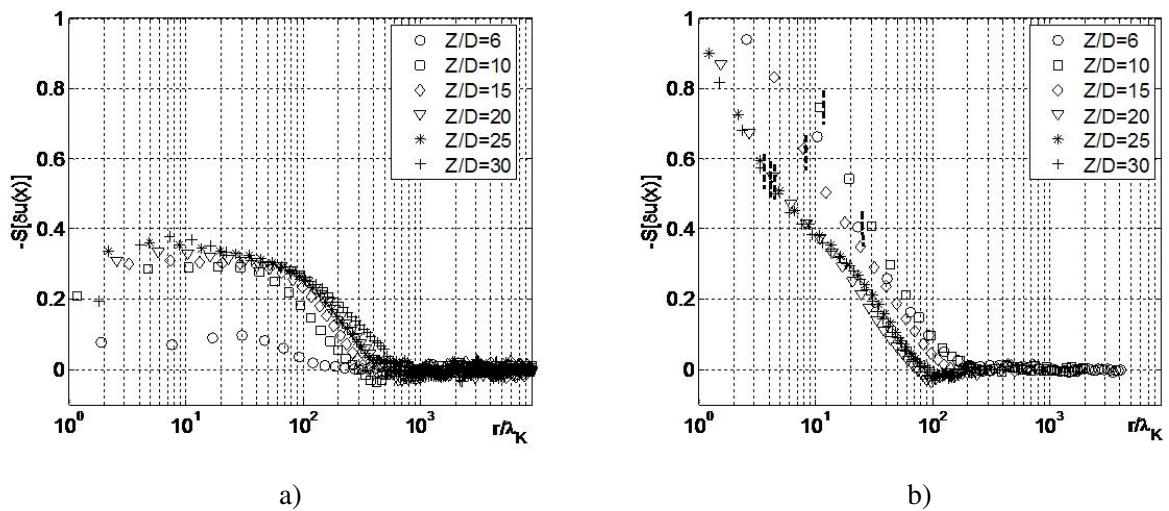 1
0.8
0.6
0.4
0.2
0
-S[δu(x)]
10^0
10^1
10^2
10^3
r/λ_K
Z/D=6
Z/D=10
Z/D=15
Z/D=20
Z/D=25
Z/D=30
a)
1
0.8
0.6
0.4
0.2
0
-S[δu(x)]
10^0
10^1
10^2
10^3
r/λ_K
Z/D=6
Z/D=10
Z/D=15
Z/D=20
Z/D=25
Z/D=30
b)